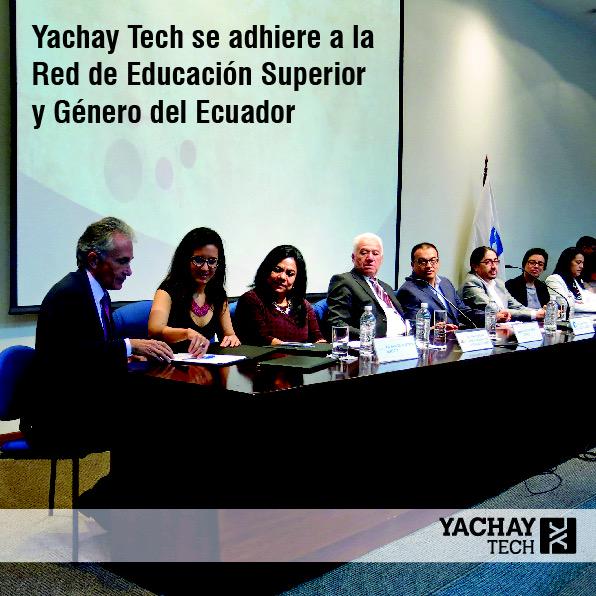 Yachay Tech se adhiere a la
Red de Educación Superior
y Género del Ecuador
YACHAY
TECH